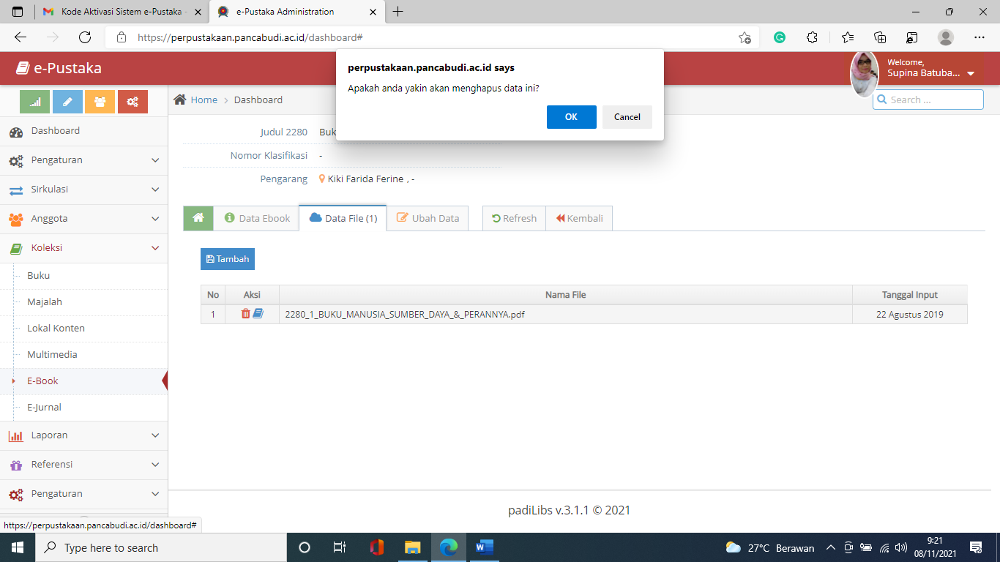 Kode Aktivasi Sistem e-Pustaka -
e-Pustaka Administration
https://perpustakaan.pancabudi.ac.id/dashboard#
e-Pustaka
Welcome,
Supina Batuba...
perpustakaan.pancabudi.ac.id says
Apakah anda yakin akan menghapus data ini?
OK
Cancel
Home > Dashboard
Search ...
Dashboard
Pengaturan
Sirkulasi
Anggota
Koleksi
Buku
Majalah
Lokal Konten
Multimedia
E-Book
E-Jurnal
Laporan
Referensi
Pengaturan
Judul 2280 Buk
Nomor Klasifikasi -
Pengarang Kiki Farida Ferine , -
Data Ebook
Data File (1)
Ubah Data
Refresh
Kembali
Tambah
No Aksi Nama File Tanggal Input
1 2280_1_BUKU_MANUSIA_SUMBER_DAYA_&_PERANNYA.pdf 22 Agustus 2019
padiLibs v.3.1.1 © 2021
https://perpustakaan.pancabudi.ac.id/dashboard#
Type here to search
27°C Berawan
9:21
08/11/2021